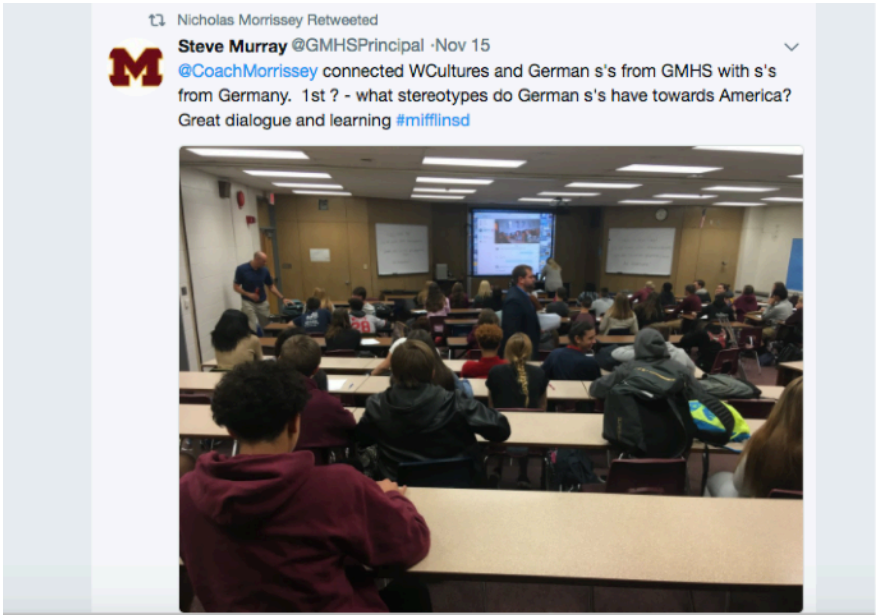 Nicholas Morrissey Retweeted
Steve Murray @GMHSPrincipal ·Nov 15
@CoachMorrissey connected WCultures and German s's from GMHS with s's
from Germany.  1st ? - what stereotypes do German s's have towards America?
Great dialogue and learning #mifflinsd
M
28